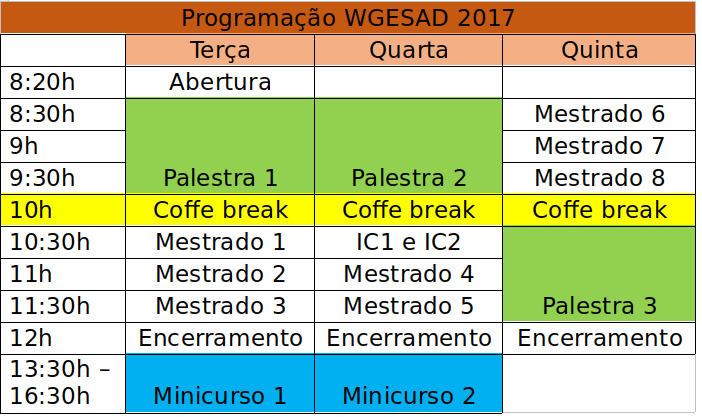 Programação WGESAD 2017
Terça Quarta Quinta
8:20h Abertura
8:30h Mestrado 6
9h Mestrado 7
9:30h Palestra 1 Palestra 2 Mestrado 8
10h Coffe break Coffe break Coffe break
10:30h Mestrado 1 IC1 e IC2
11h Mestrado 2 Mestrado 4
11:30h Mestrado 3 Mestrado 5 Palestra 3
12h Encerramento Encerramento Encerramento
13:30h –
16:30h Minicurso 1 Minicurso 2